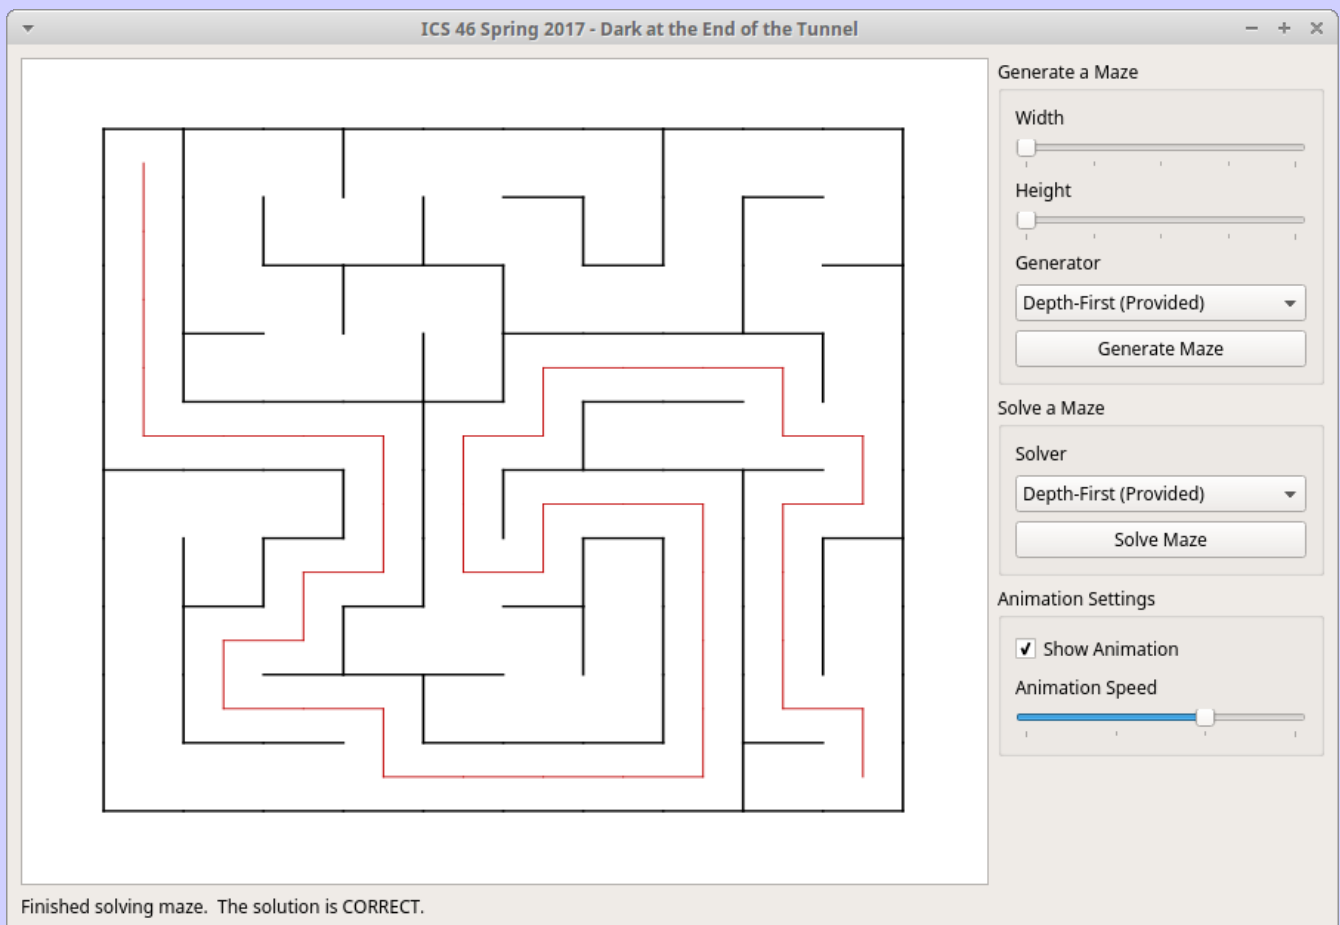 ICS 46 Spring 2017 - Dark at the End of the Tunnel
Generate a Maze
Width
Height
Generator
Depth-First (Provided)
Generate Maze
Solve a Maze
Solver
Depth-First (Provided)
Solve Maze
Animation Settings
Show Animation
Animation Speed
Finished solving maze.  The solution is CORRECT.